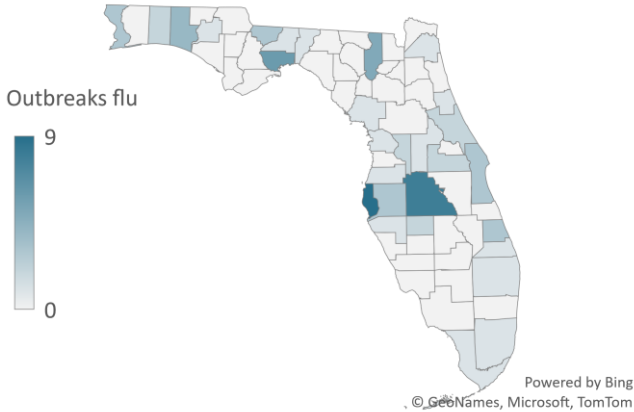 Outbreaks flu
9
0
Powered by Bing
© GeoNames, Microsoft, TomTom